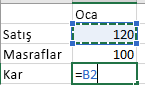 Oca
Satış 120
Masraflar 100
Kar =B2